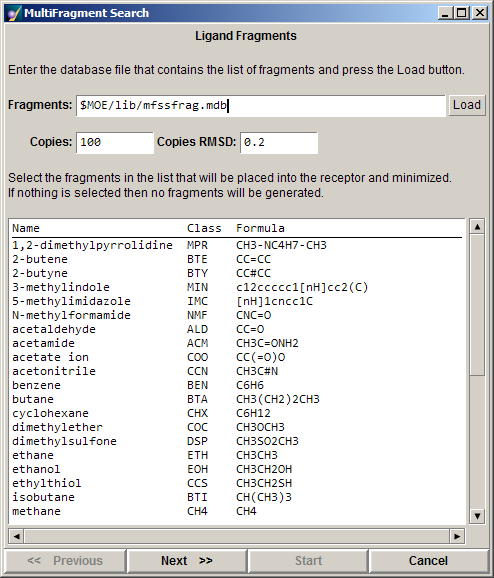 MultiFragment Search
Ligand Fragments
Enter the database file that contains the list of fragments and press the Load button.
Fragments: $MOE/lib/mfssfrag.mdb Load
Copies: 100 Copies RMSD: 0.2
Select the fragments in the list that will be placed into the receptor and minimized.
If nothing is selected then no fragments will be generated.
Name Class Formula
1,2-dimethylpyrrolidine MPR CH3-NC4H7-CH3
2-butene BTE CC=CC
2-butyne BTY CC#CC
3-methylindole MIN c12ccccc1[nH]cc2(C)
5-methylimidazole IMC [nH]1cncc1C
N-methylformamide NMF CNC=O
acetaldehyde ALD CC=O
acetamide ACM CH3C=ONH2
acetate ion COO CC(=O)O
acetonitrile CCN CH3C#N
benzene BEN C6H6
butane BTA CH3(CH2)2CH3
cyclohexane CHX C6H12
dimethylether COC CH3OCH3
dimethylsulfone DSP CH3SO2CH3
ethane ETH CH3CH3
ethanol EOH CH3CH2OH
ethylthiol CCS CH3CH2SH
isobutane BTI CH(CH3)3
methane CH4 CH4
<< Previous Next >> Start Cancel